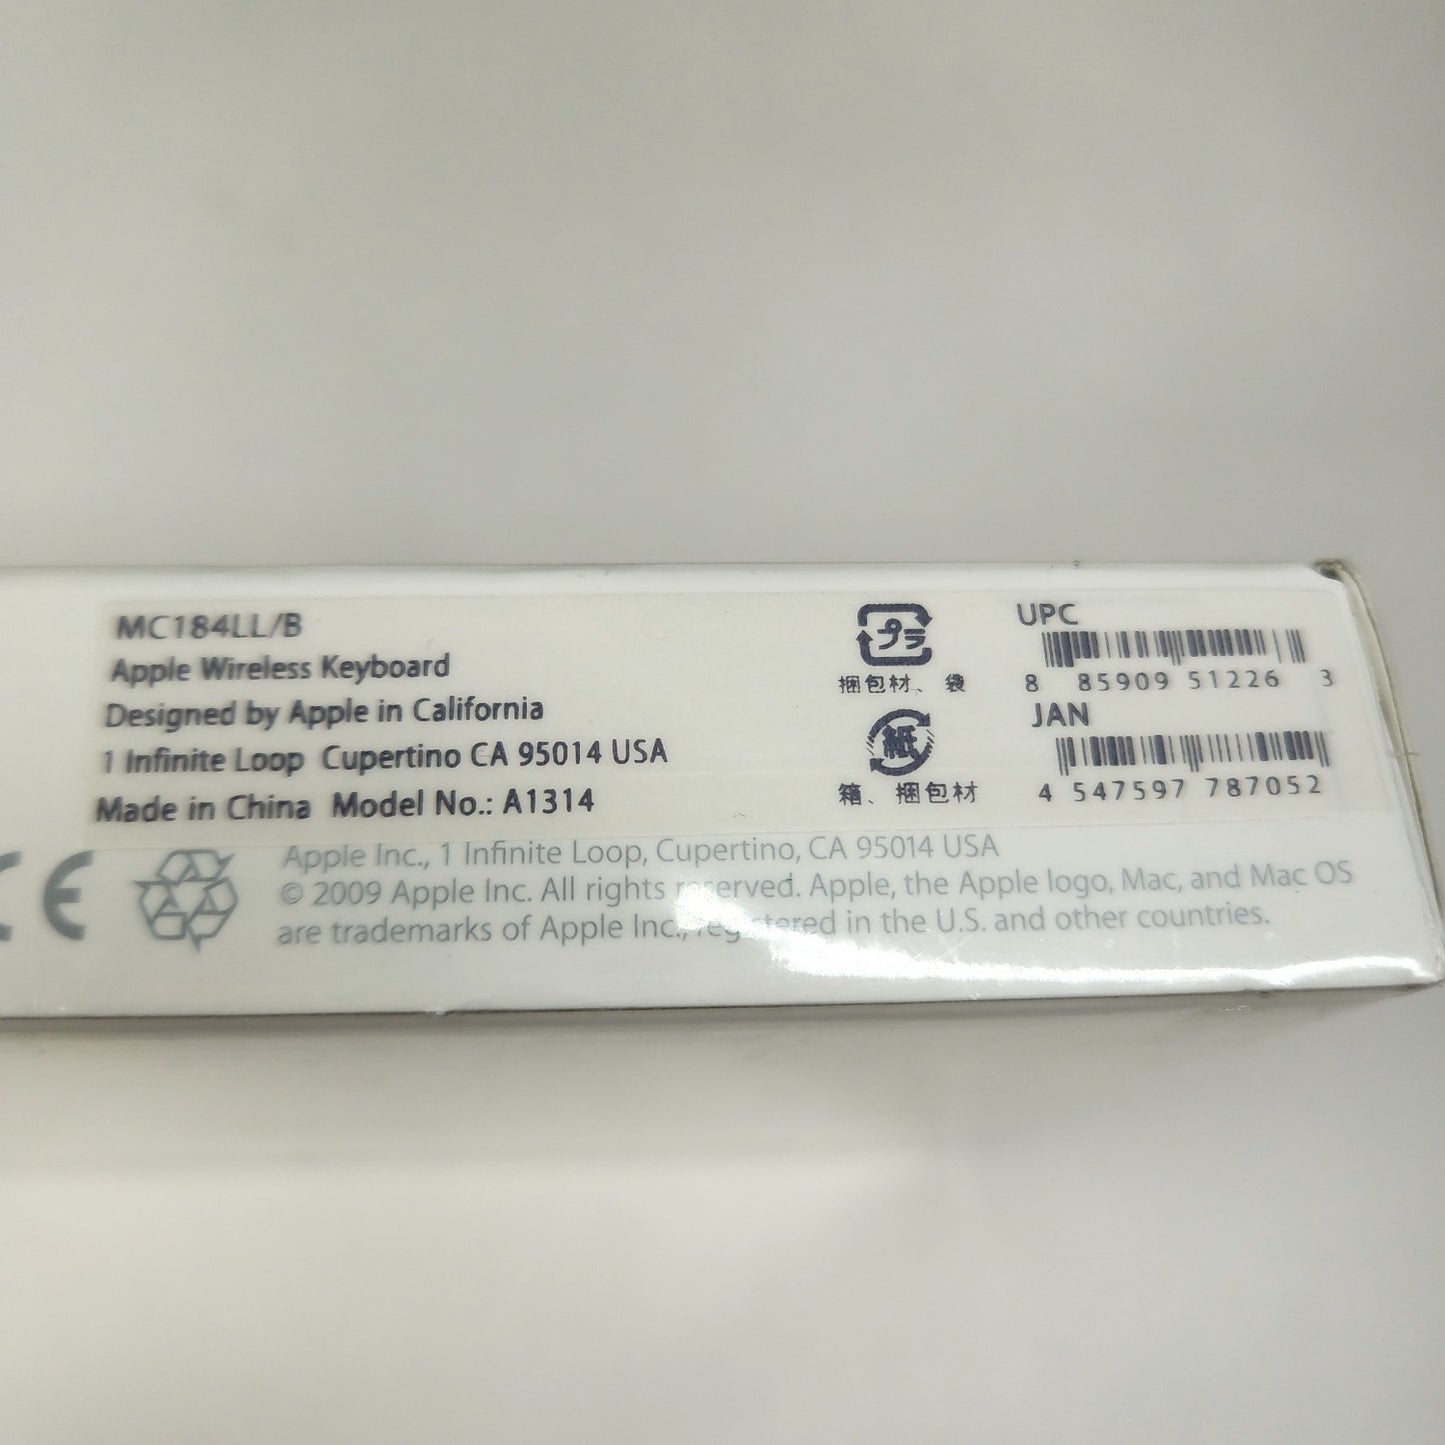 MC184LL/B
Apple Wireless Keyboard
Designed by Apple in California
1 Infinite Loop Cupertino CA 95014 USA
Made in China Model No.: A1314
プラ
捆包材、袋
紙
箱、捆包材
UPC
8 85909 51226 3
JAN
4 547597 787052
CE
Apple Inc., 1 Infinite Loop, Cupertino, CA 95014 USA
© 2009 Apple Inc. All rights reserved. Apple, the Apple logo, Mac, and Mac OS
are trademarks of Apple Inc., registered in the U.S. and other countries.